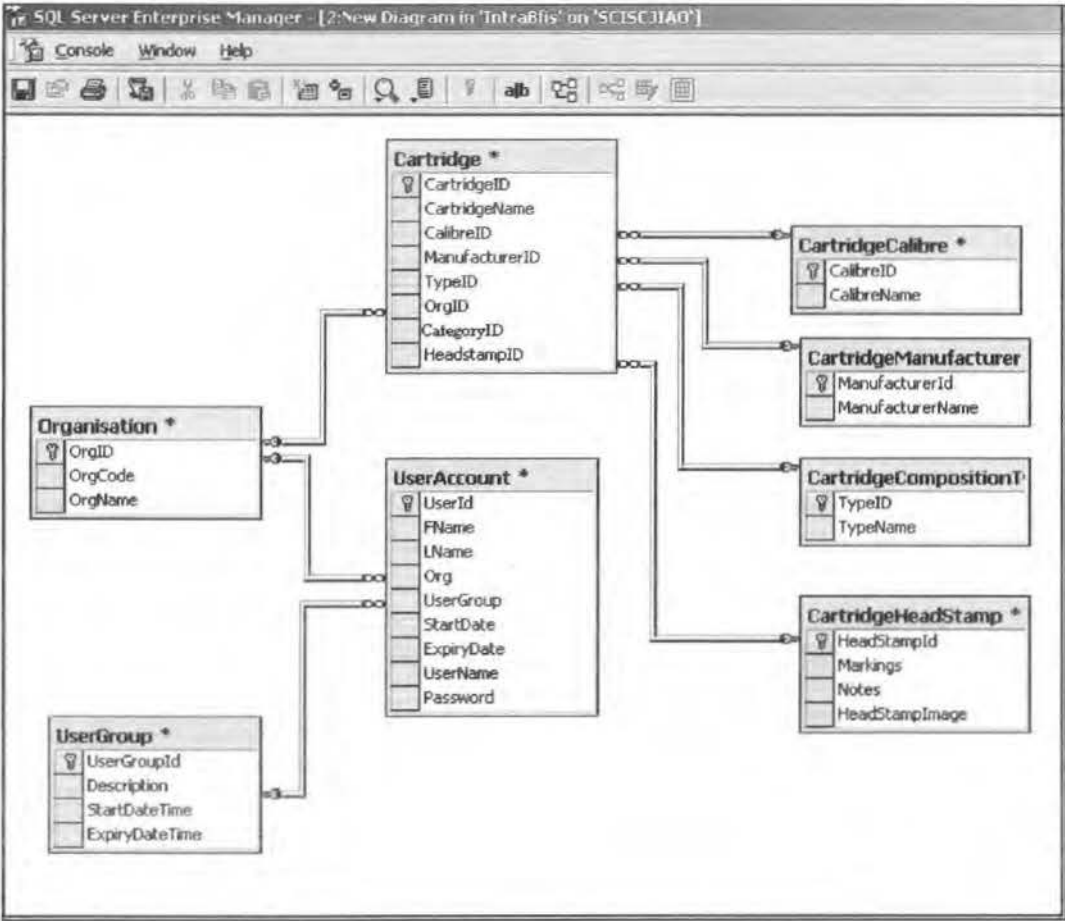 SQL Server Enterprise Manager - [2:New Diagram in 'IntraBfis' on 'SCISCJIAO']
Console Window Help
a|b
Cartridge *
CartridgeID
CartridgeName
CalibreID
ManufacturerID
TypeID
OrgID
CategoryID
HeadstampID
CartridgeCalibre *
CalibreID
CalibreName
CartridgeManufacturer
ManufacturerId
ManufacturerName
Organisation *
OrgID
OrgCode
OrgName
UserAccount *
UserId
FName
LName
Org
UserGroup
StartDate
ExpiryDate
UserName
Password
CartridgeCompositionT
TypeID
TypeName
CartridgeHeadStamp *
HeadStampId
Markings
Notes
HeadStampImage
UserGroup *
UserGroupId
Description
StartDateTime
ExpiryDateTime